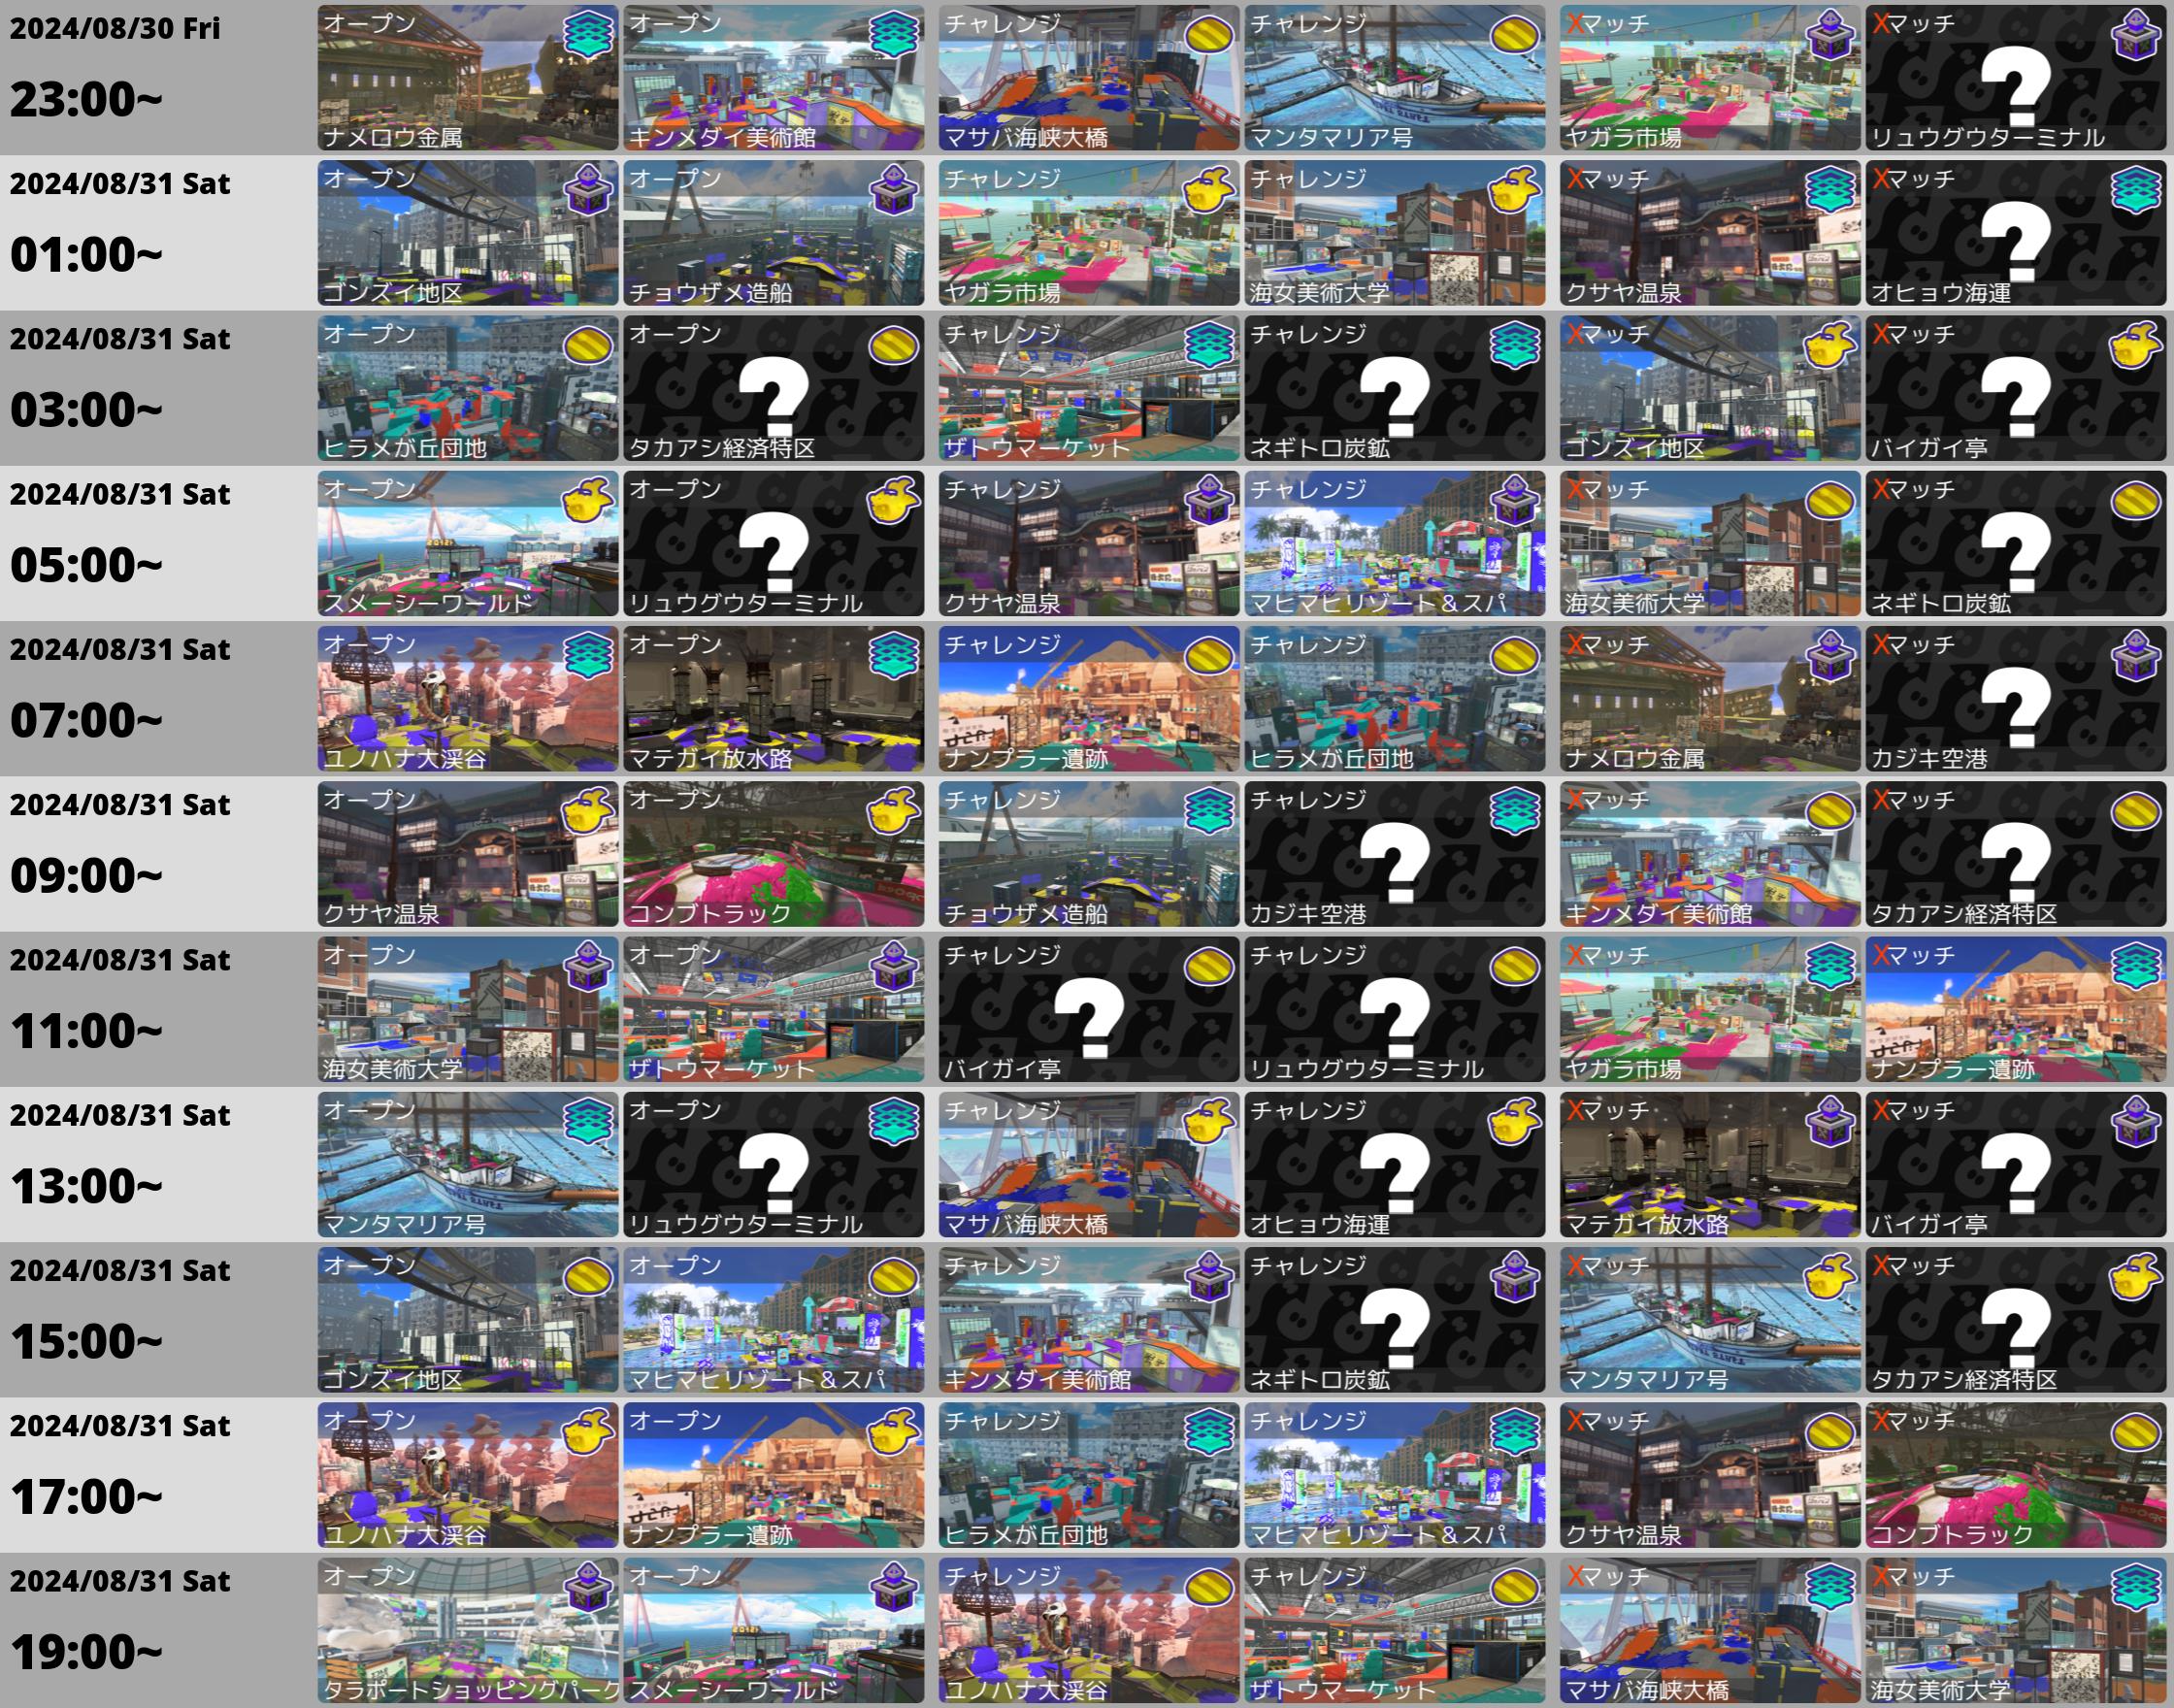 2024/08/30 Fri
23:00~
オープン
ナメロウ金属
オープン
キンメダイ美術館
チャレンジ
マサバ海峡大橋
チャレンジ
マンタマリア号
Xマッチ
ヤガラ市場
Xマッチ
リュウグウターミナル
2024/08/31 Sat
01:00~
オープン
ゴンズイ地区
オープン
チョウザメ造船
チャレンジ
ヤガラ市場
チャレンジ
海女美術大学
Xマッチ
クサヤ温泉
Xマッチ
オヒョウ海運
2024/08/31 Sat
03:00~
オープン
ヒラメが丘団地
オープン
タカアシ経済特区
チャレンジ
ザトウマーケット
チャレンジ
ネギトロ炭鉱
Xマッチ
ゴンズイ地区
Xマッチ
バイガイ亭
2024/08/31 Sat
05:00~
オープン
スメーシーワールド
オープン
リュウグウターミナル
チャレンジ
クサヤ温泉
チャレンジ
マヒマヒリゾート&スパ
Xマッチ
海女美術大学
Xマッチ
ネギトロ炭鉱
2024/08/31 Sat
07:00~
オープン
ユノハナ大渓谷
オープン
マテガイ放水路
チャレンジ
ナンプラー遺跡
チャレンジ
ヒラメが丘団地
Xマッチ
ナメロウ金属
Xマッチ
カジキ空港
2024/08/31 Sat
09:00~
オープン
クサヤ温泉
オープン
コンブトラック
チャレンジ
チョウザメ造船
チャレンジ
カジキ空港
Xマッチ
キンメダイ美術館
Xマッチ
タカアシ経済特区
2024/08/31 Sat
11:00~
オープン
海女美術大学
オープン
ザトウマーケット
チャレンジ
バイガイ亭
チャレンジ
リュウグウターミナル
Xマッチ
ヤガラ市場
Xマッチ
ナンプラー遺跡
2024/08/31 Sat
13:00~
オープン
マンタマリア号
オープン
リュウグウターミナル
チャレンジ
マサバ海峡大橋
チャレンジ
オヒョウ海運
Xマッチ
マテガイ放水路
Xマッチ
バイガイ亭
2024/08/31 Sat
15:00~
オープン
ゴンズイ地区
オープン
マヒマヒリゾート&スパ
チャレンジ
キンメダイ美術館
チャレンジ
ネギトロ炭鉱
Xマッチ
マンタマリア号
Xマッチ
タカアシ経済特区
2024/08/31 Sat
17:00~
オープン
ユノハナ大渓谷
オープン
ナンプラー遺跡
チャレンジ
ヒラメが丘団地
チャレンジ
マヒマヒリゾート&スパ
Xマッチ
クサヤ温泉
Xマッチ
コンブトラック
2024/08/31 Sat
19:00~
オープン
タラポートショッピングパーク
オープン
スメーシーワールド
チャレンジ
ユノハナ大渓谷
チャレンジ
ザトウマーケット
Xマッチ
マサバ海峡大橋
Xマッチ
海女美術大学